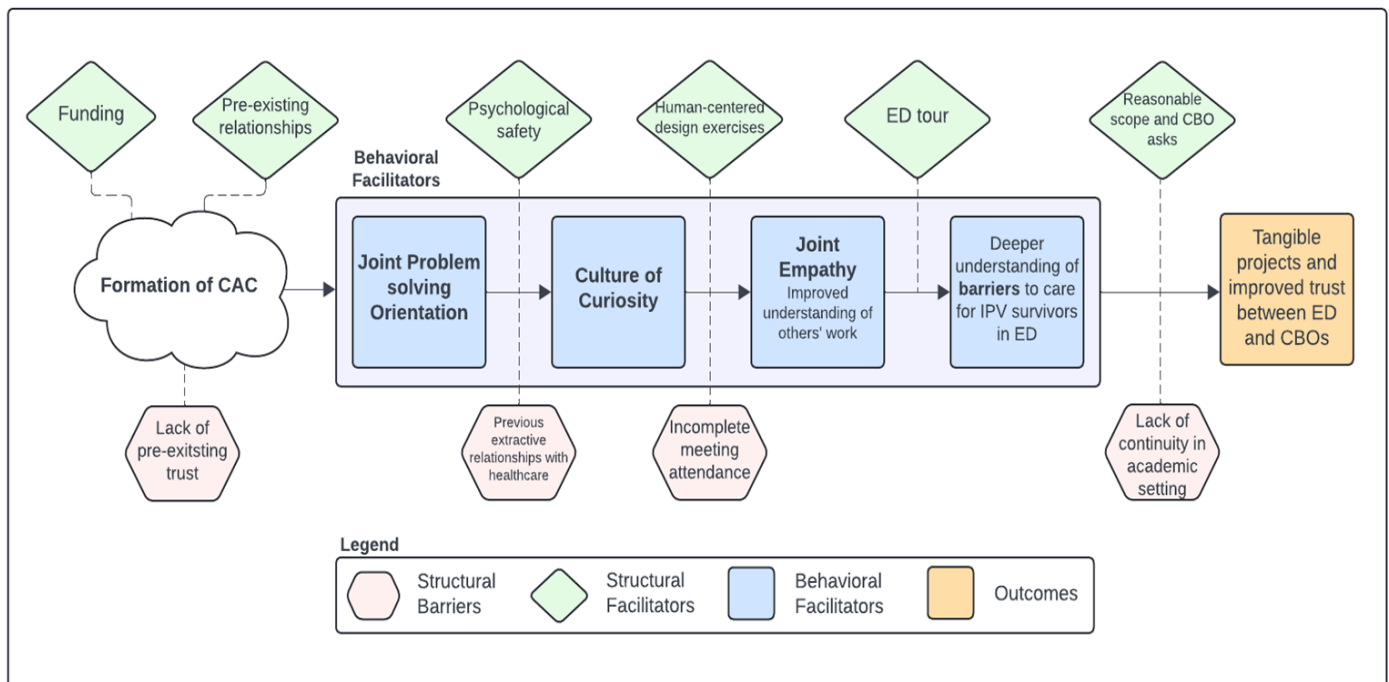 Funding
Pre-existing
relationships
Psychological
safety
Human-centered
design exercises
ED tour
Reasonable
scope and CBO
asks
Behavioral
Facilitators
Formation of CAC
Joint Problem
solving
Orientation
Culture of
Curiosity
Joint
Empathy
Improved
understanding of
others' work
Deeper
understanding of
barriers to care
for IPV survivors
in ED
Tangible
projects and
improved trust
between ED
and CBOs
Lack of
pre-exitsting
trust
Previous
extractive
relationships with
healthcare
Incomplete
meeting
attendance
Lack of
continuity in
academic
setting
Legend
Structural
Barriers
Structural
Facilitators
Behavioral
Facilitators
Outcomes